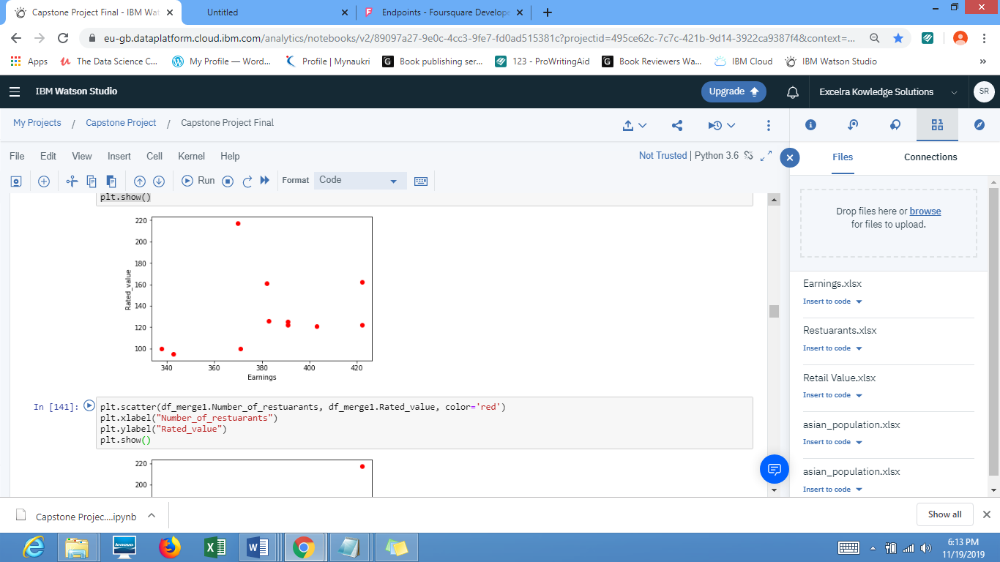 Capstone Project Final - IBM Wat
Untitled
Endpoints - Foursquare Develope
eu-gb.dataplatform.cloud.ibm.com/analytics/notebooks/v2/89097a27-9e0c-4cc3-9fe7-fd0ad515381c?projectid=495ce62c-7c7c-421b-9d14-3922ca9387f4&context=...
Apps
The Data Science C...
My Profile — Word...
Profile | Mynaukri
Book publishing ser...
123 - ProWritingAid
Book Reviewers Wa...
IBM Cloud
IBM Watson Studio
IBM Watson Studio
Upgrade
Excelra Kowledge Solutions
SR
My Projects / Capstone Project / Capstone Project Final
File Edit View Insert Cell Kernel Help
Not Trusted | Python 3.6
Run
Format
Code
Files
Connections
Drop files here or browse
for files to upload.
Earnings.xlsx
Insert to code
Restuarants.xlsx
Insert to code
Retail Value.xlsx
Insert to code
asian_population.xlsx
Insert to code
asian_population.xlsx
Insert to code
plt.show()
220
200
180
160
140
120
100
Rated_value
340 360 380 400 420
Earnings
In [141]:
plt.scatter(df_merge1.Number_of_restuarants, df_merge1.Rated_value, color='red')
plt.xlabel("Number_of_restuarants")
plt.ylabel("Rated_value")
plt.show()
220
200
Capstone Projec....ipynb
Show all
lenovo
6:13 PM
11/19/2019